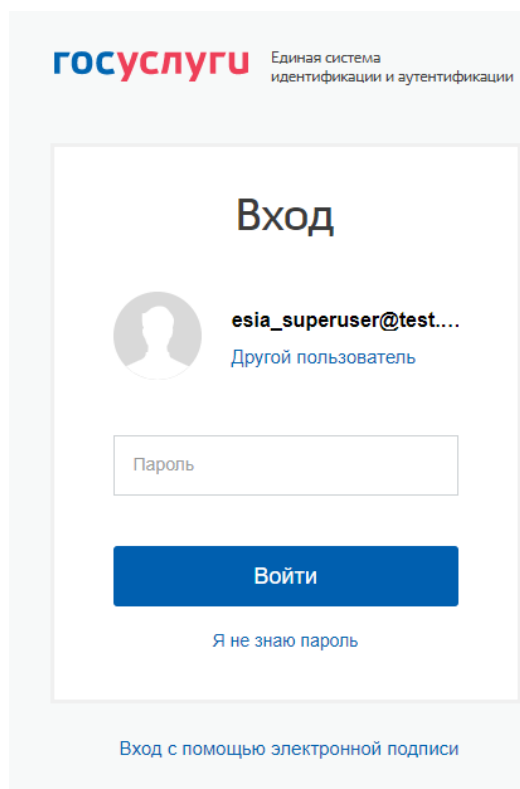 госуслуги
Единая система
идентификации и аутентификации
Вход
esia_superuser@test....
Другой пользователь
Пароль
Войти
Я не знаю пароль
Вход с помощью электронной подписи